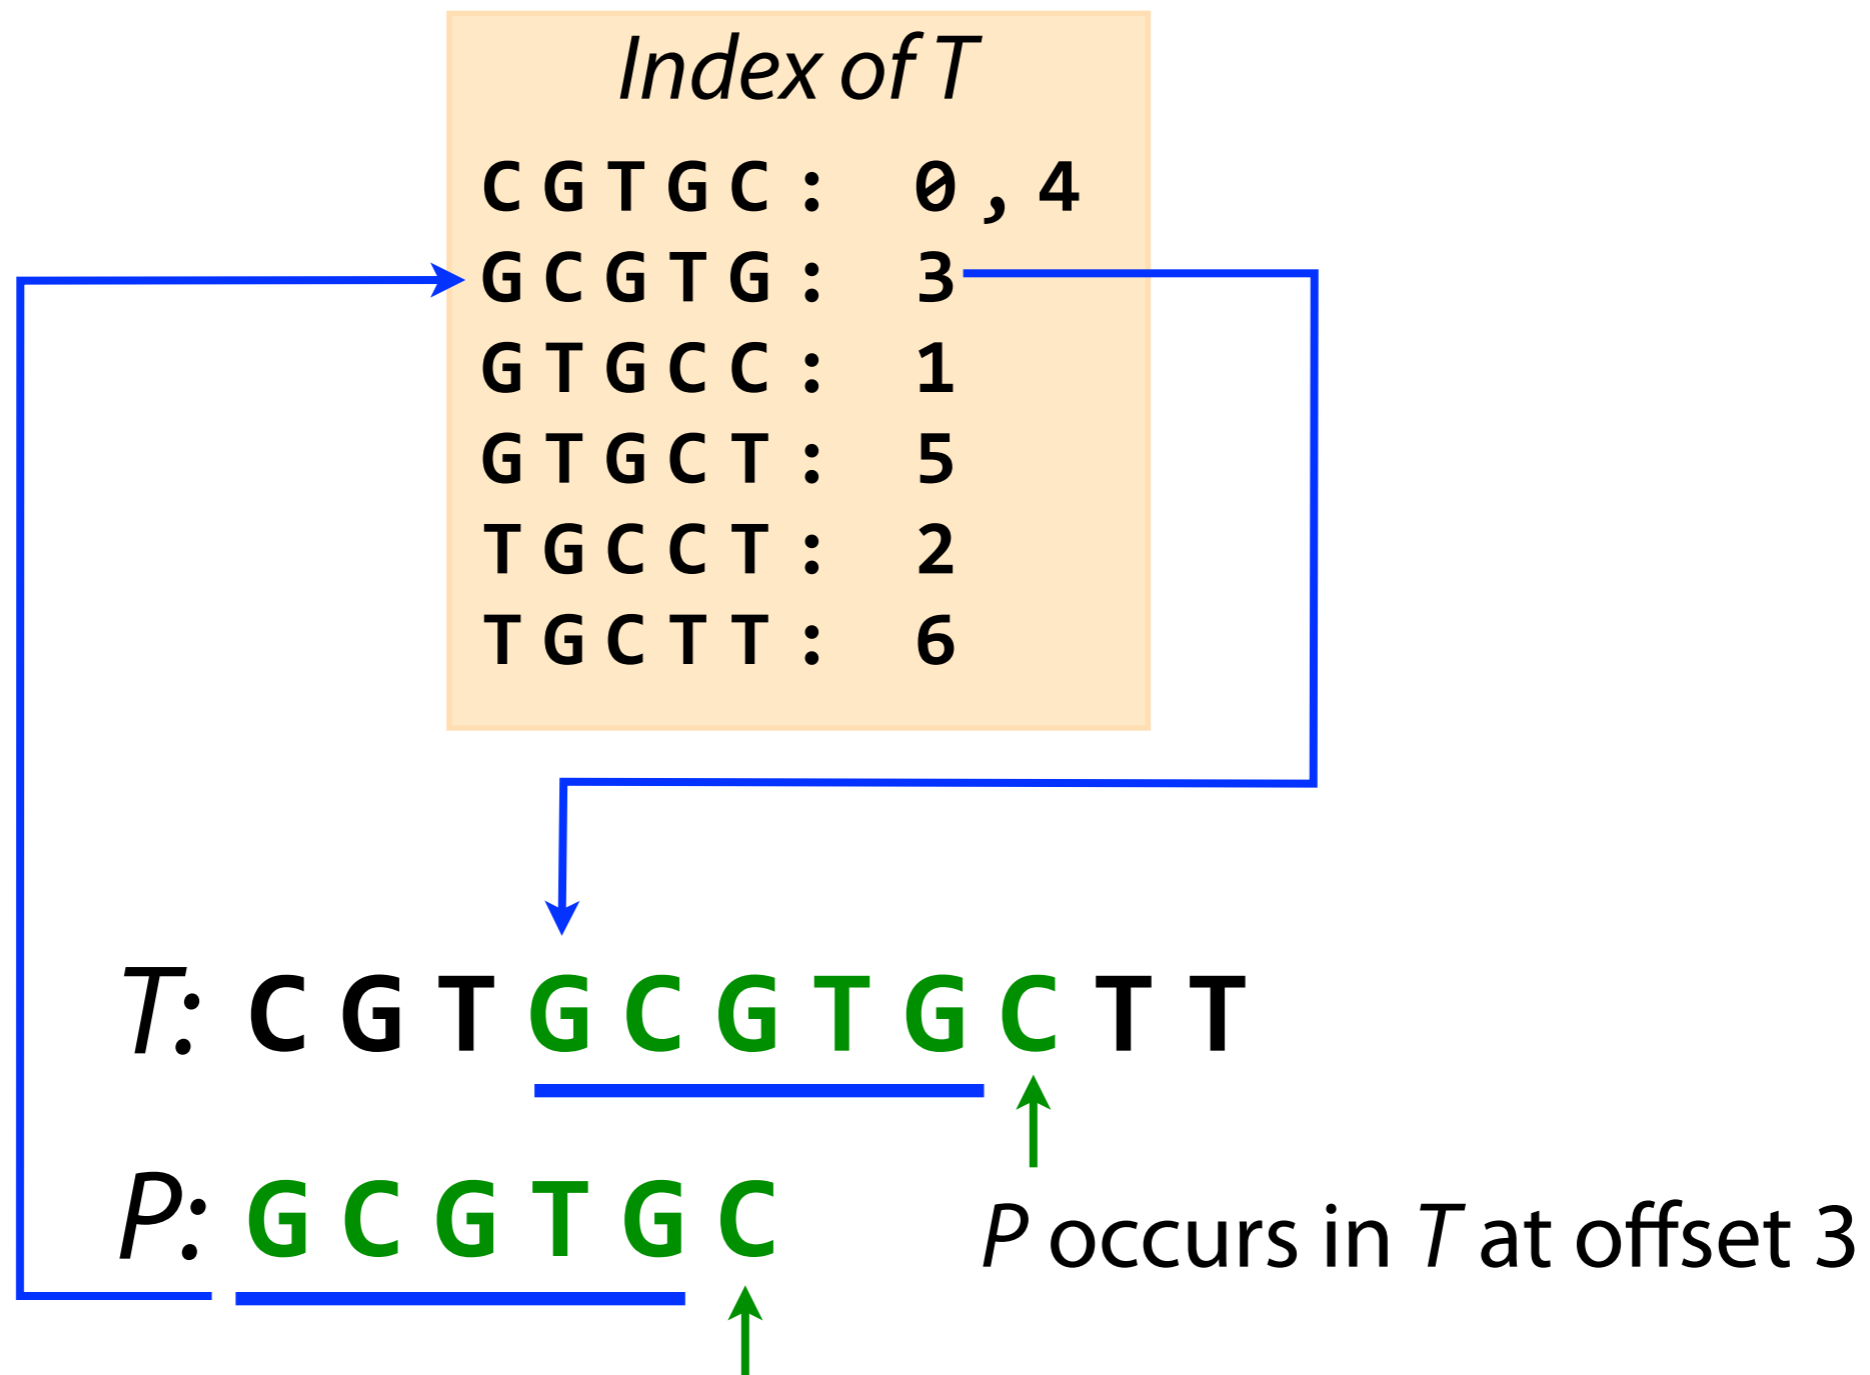 Index of T
CGTGC: 0,4
GCGTG: 3
GTGCC: 1
GTGCT: 5
TGCCT: 2
TGCTT: 6
T: CGTGCGTGCTT
P: GCGTGC
P occurs in T at offset 3